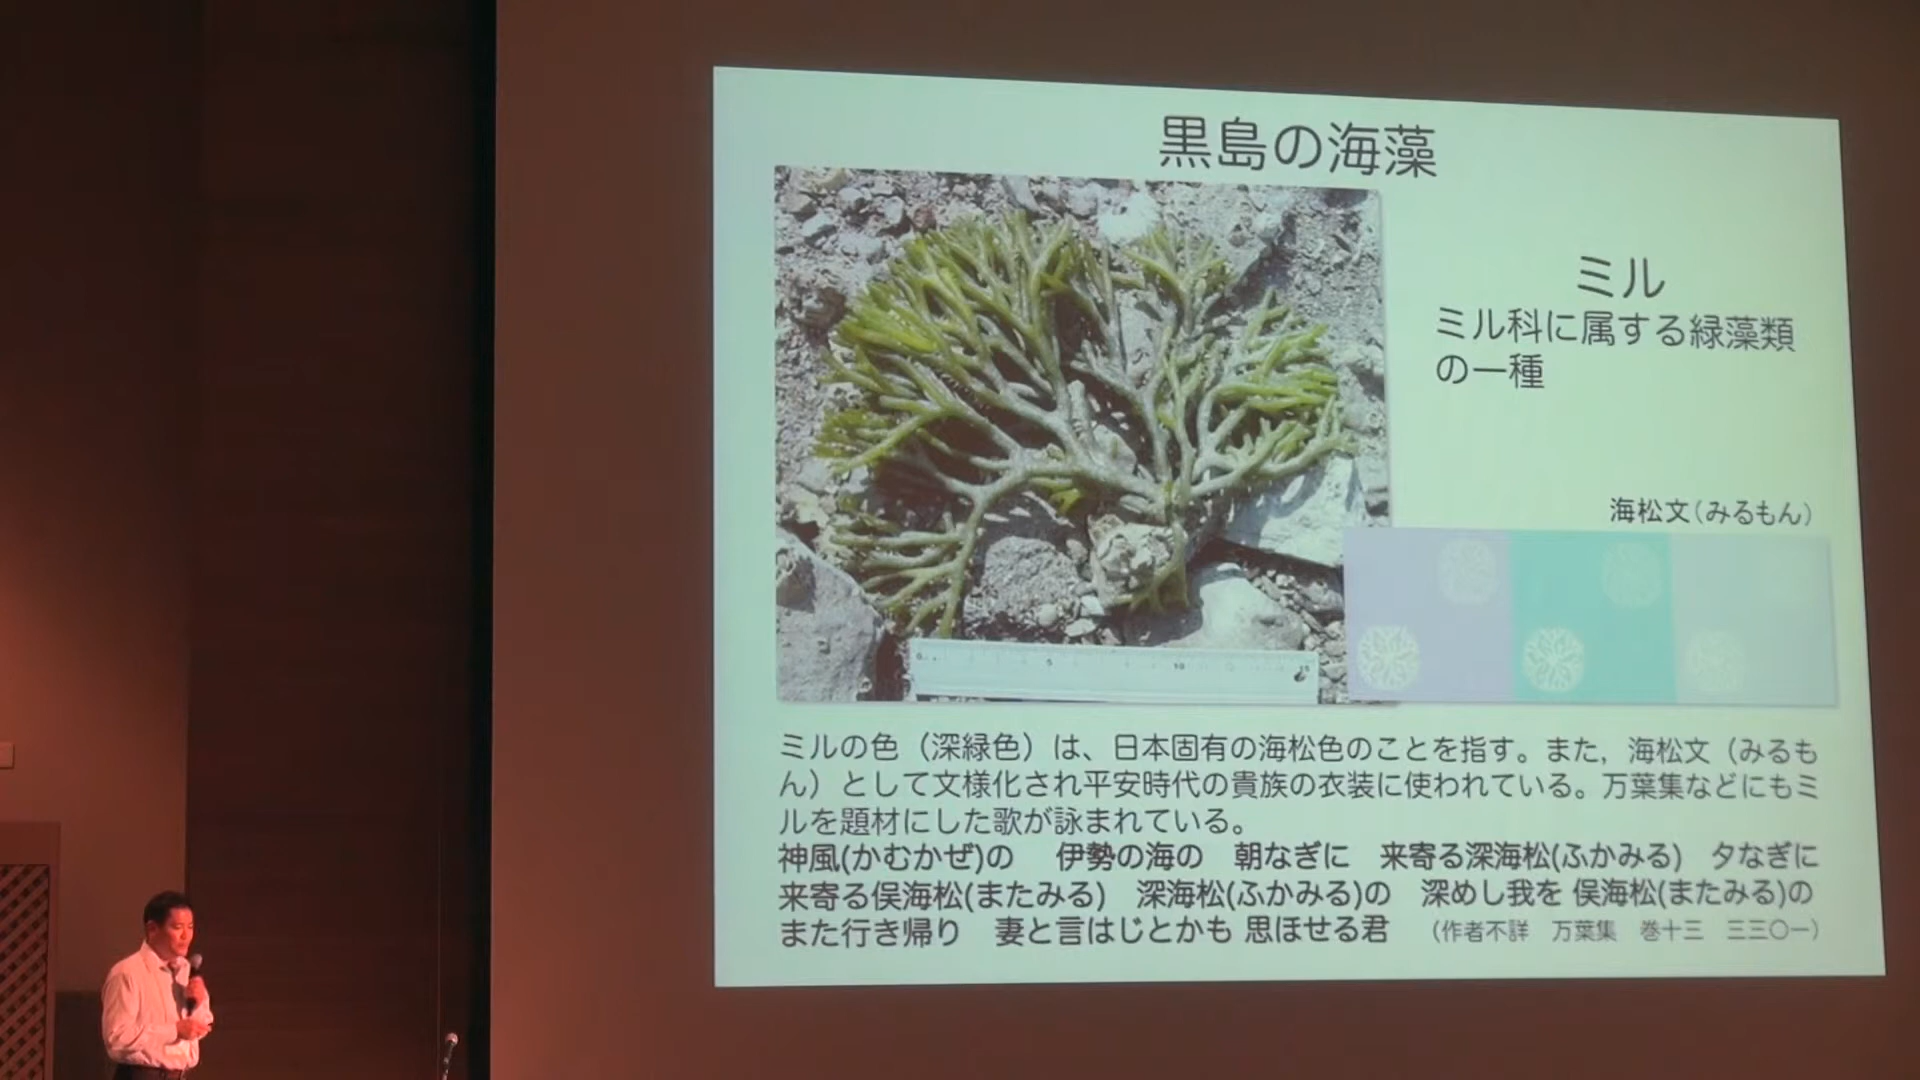 黒島の海藻
ミル
ミル科に属する緑藻類
の一種
海松文(みるもん)
0 5 10 15
ミルの色（深緑色）は、日本固有の海松色のことを指す。また，海松文（みるも
ん）として文様化され平安時代の貴族の衣装に使われている。万葉集などにもミ
ルを題材にした歌が詠まれている。
神風(かむかぜ)の　伊勢の海の　朝なぎに　来寄る深海松(ふかみる)　夕なぎに
来寄る俣海松(またみる)　深海松(ふかみる)の　深めし我を 俣海松(またみる)の
また行き帰り　妻と言はじとかも 思ほせる君　（作者不詳　万葉集　巻十三　三三〇一）